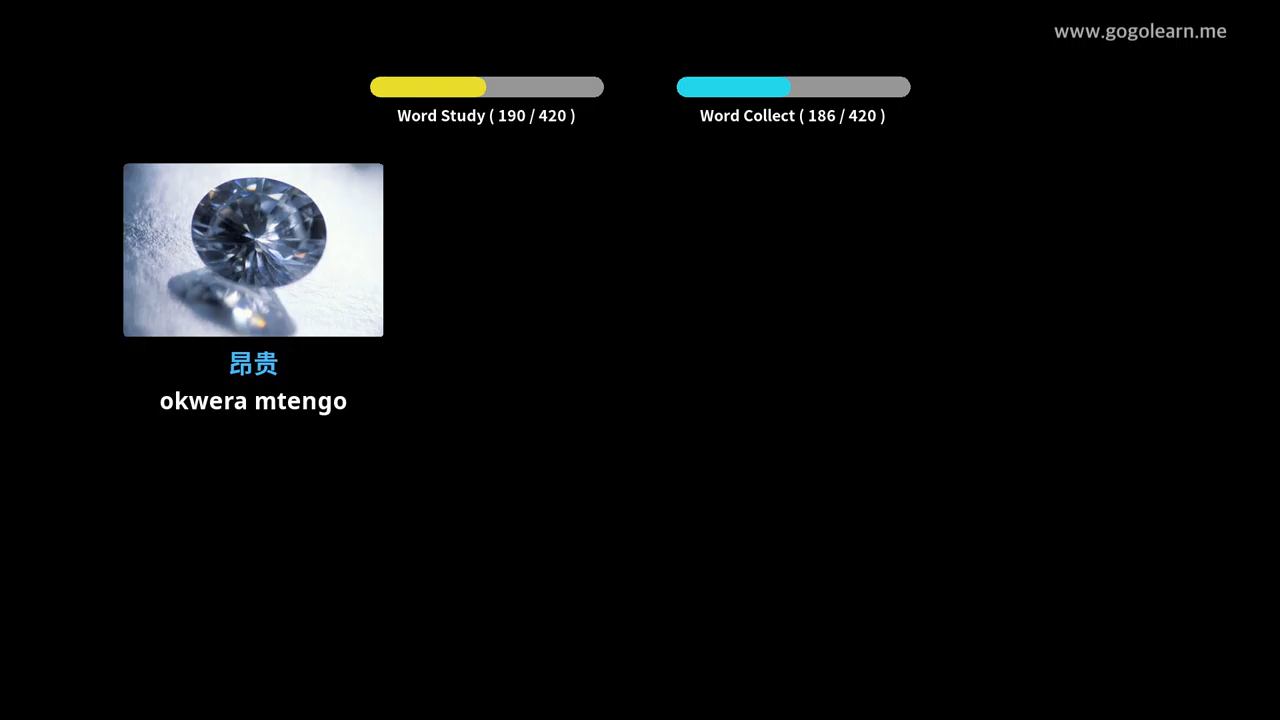 www.gogolearn.me
Word Study ( 190 / 420 )
Word Collect ( 186 / 420 )
昂贵
okwera mtengo